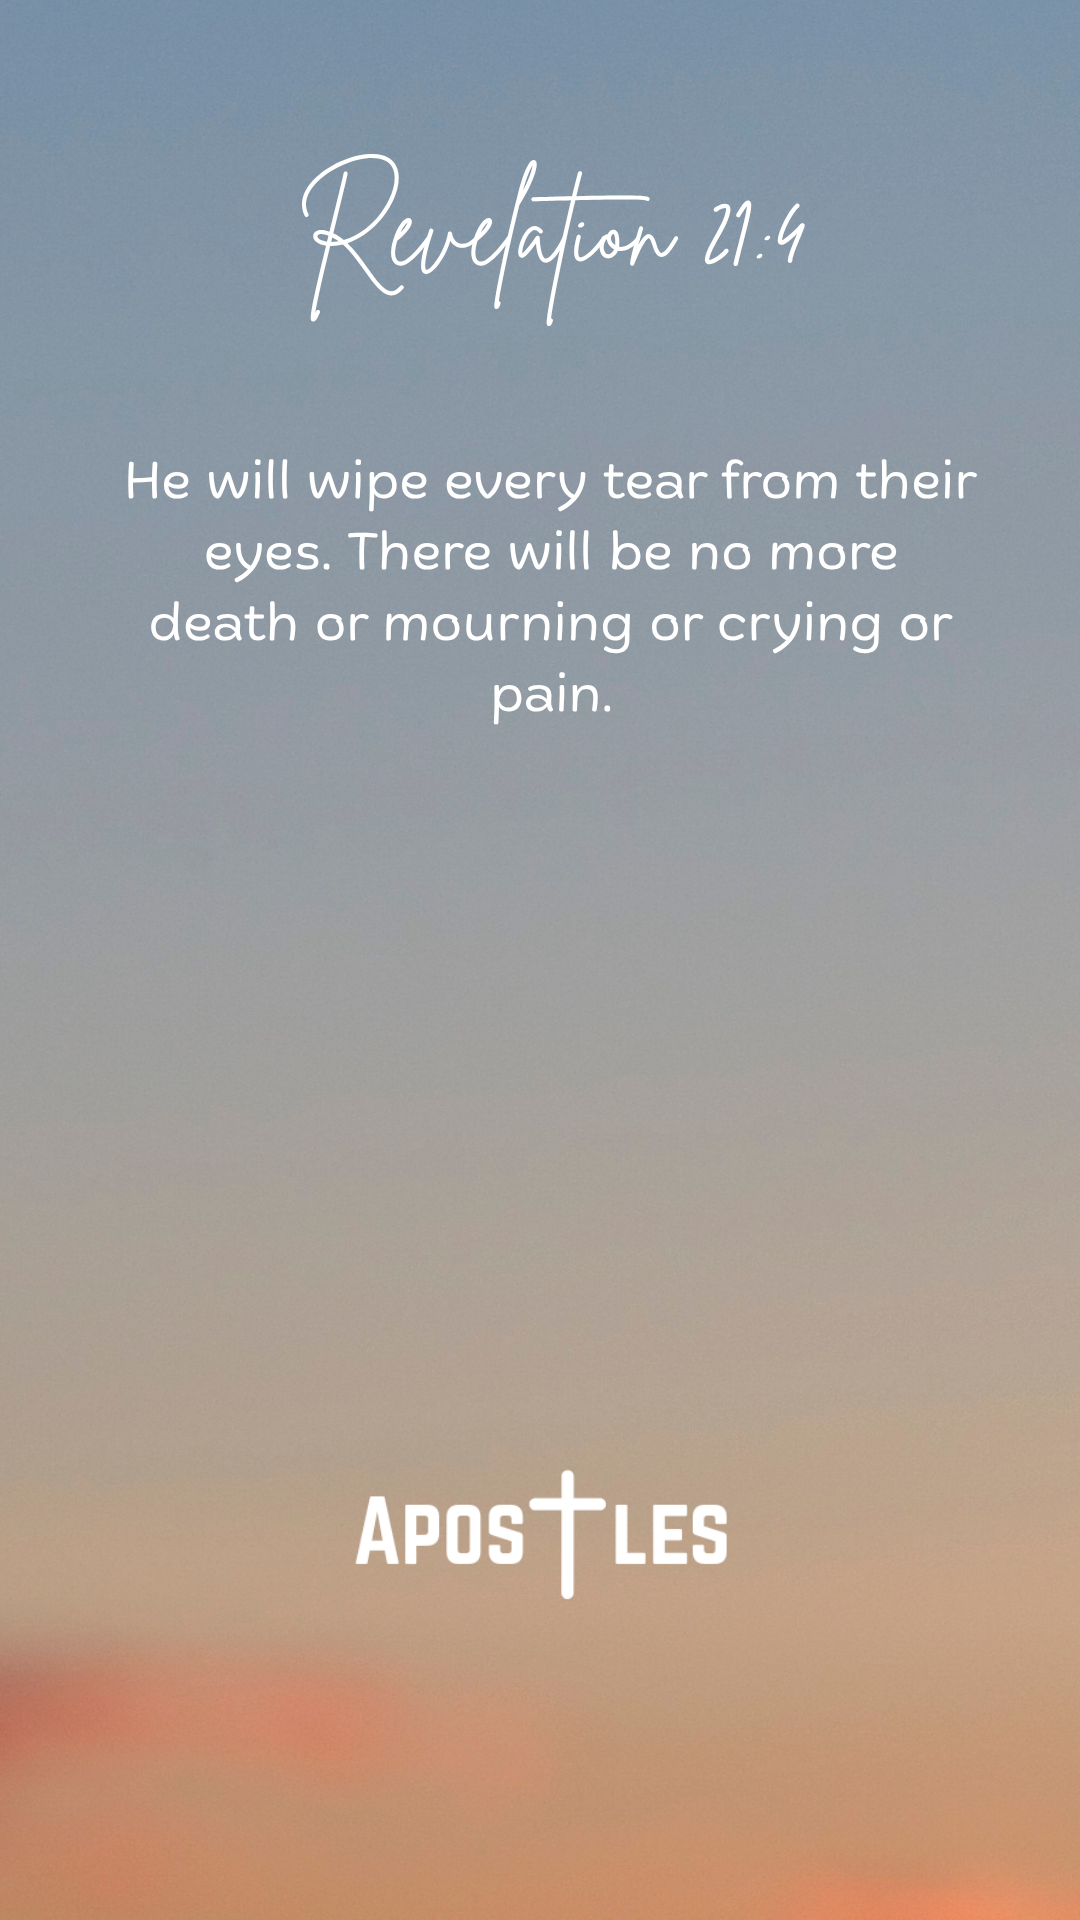 Revelation 21:4
He will wipe every tear from their
eyes. There will be no more
death or mourning or crying or
pain.
APOSTLES